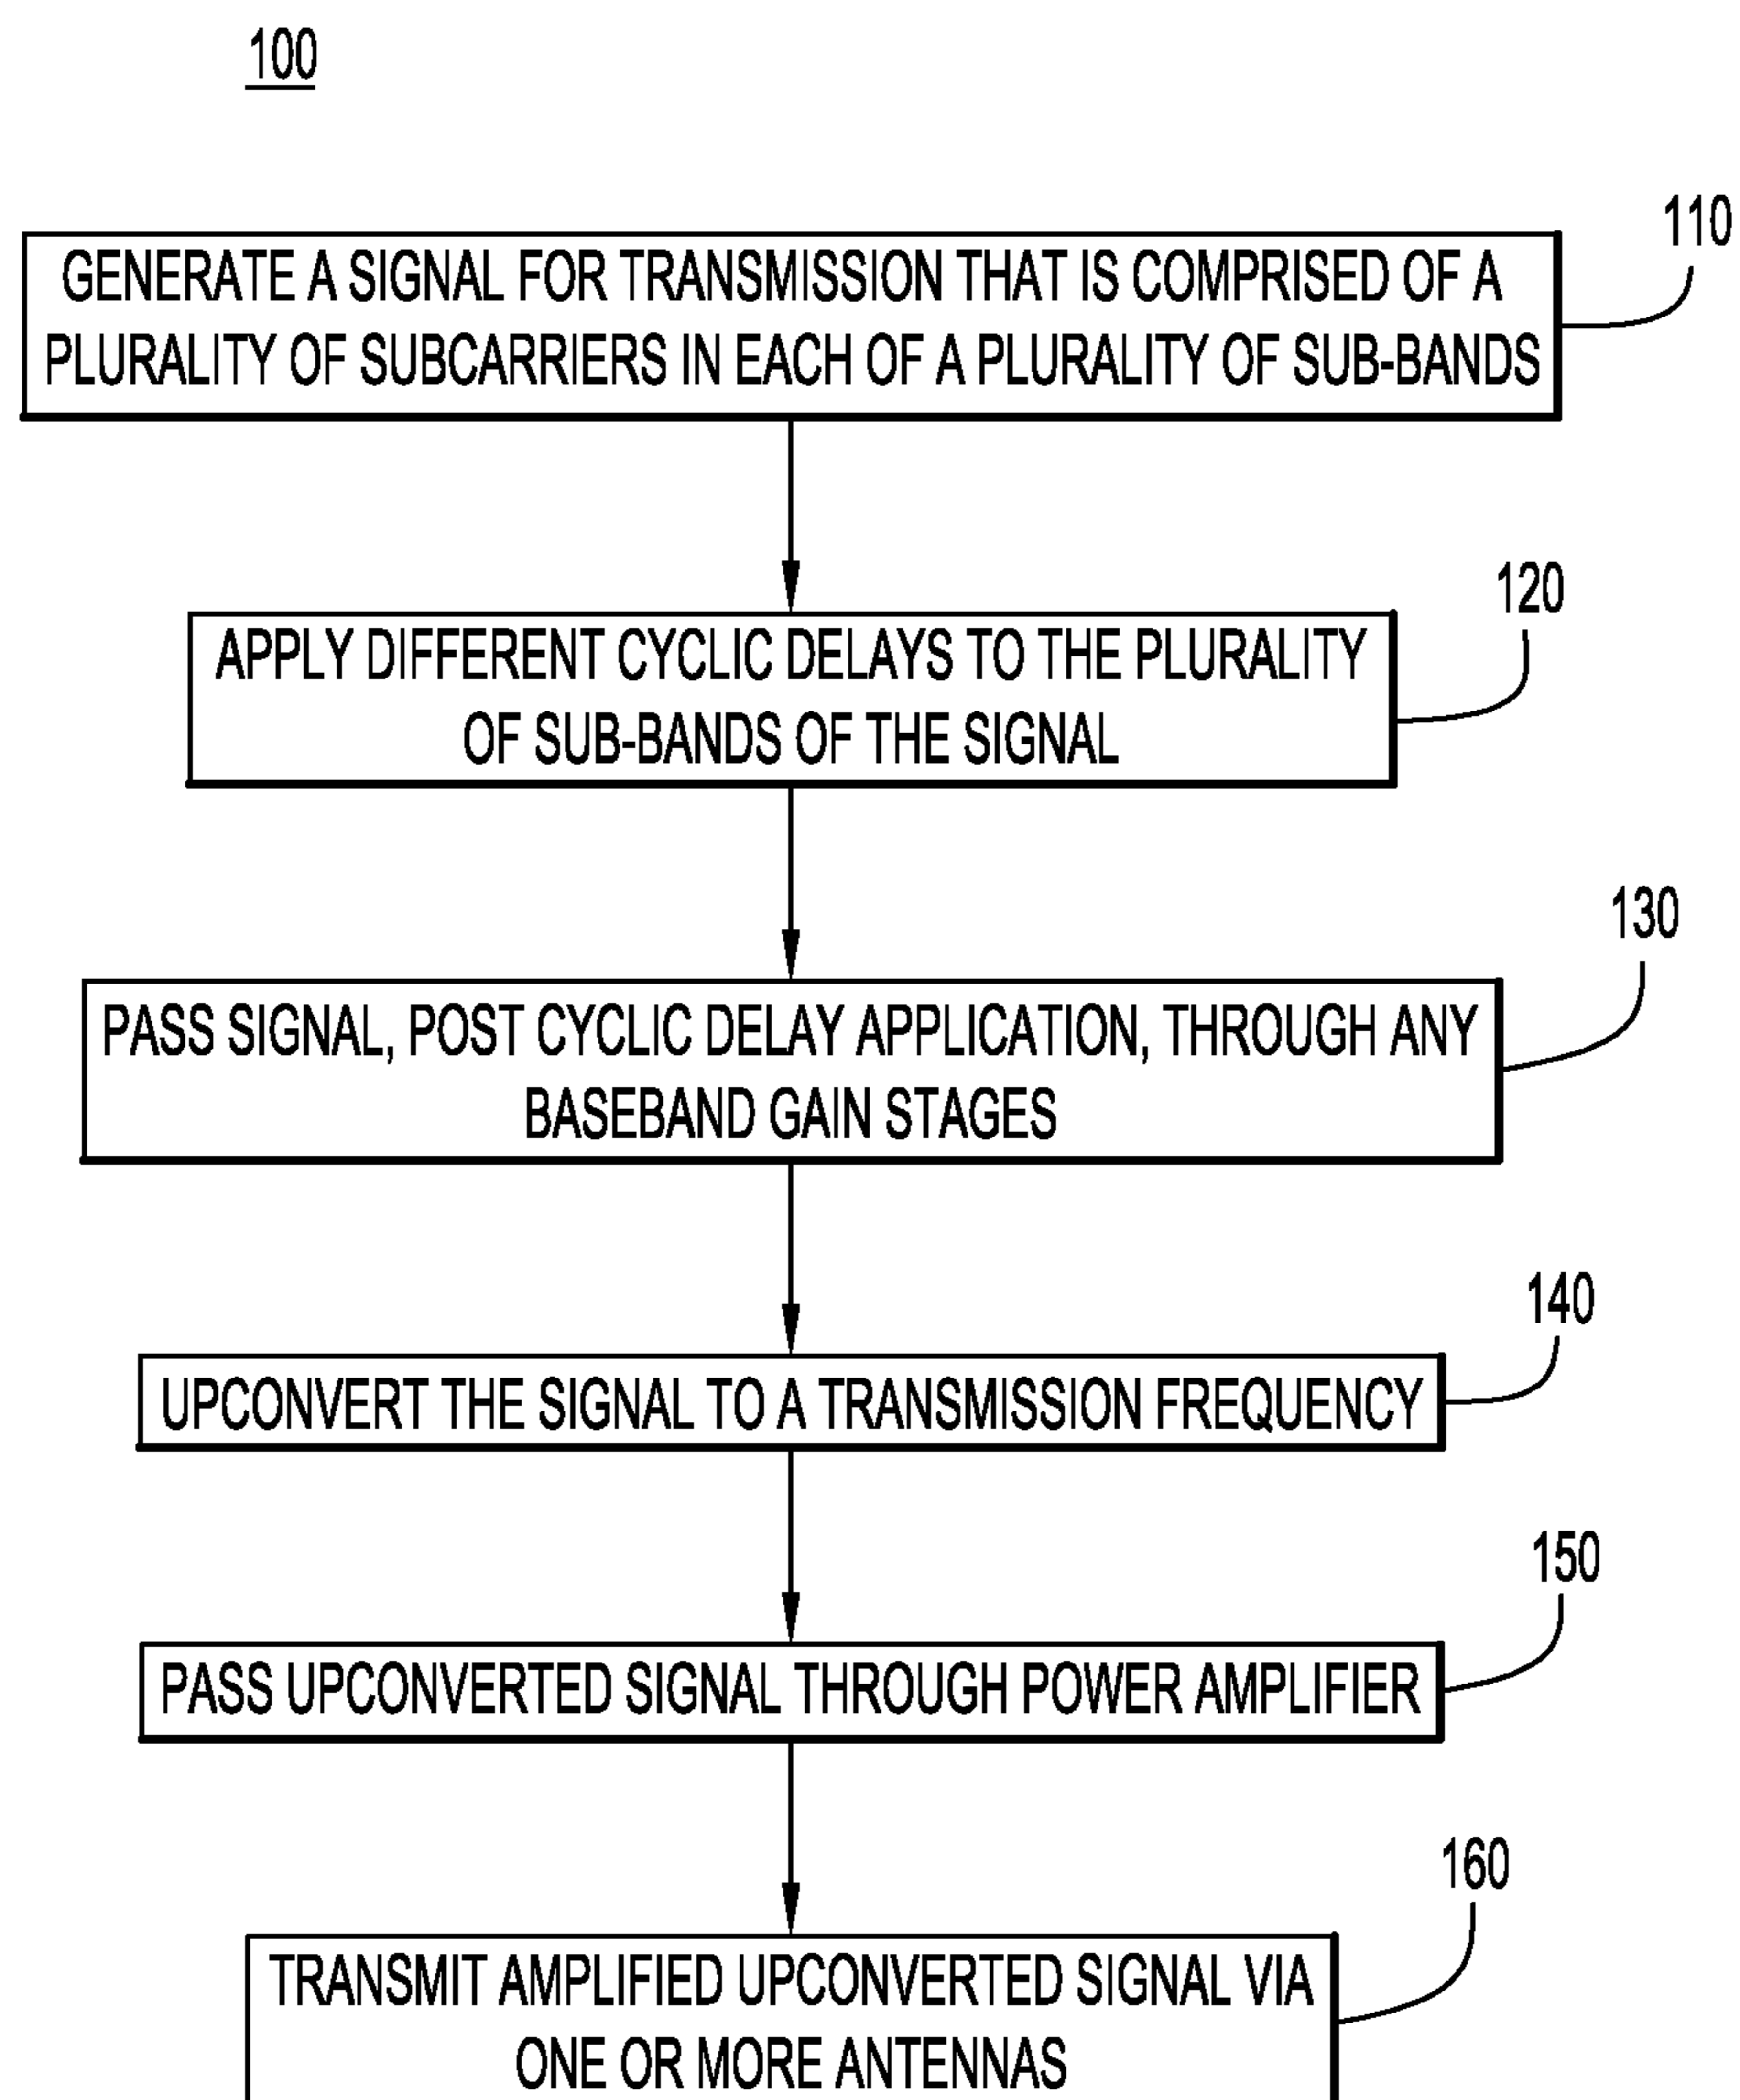 100
110
GENERATE A SIGNAL FOR TRANSMISSION THAT IS COMPRISED OF A
PLURALITY OF SUBCARRIERS IN EACH OF A PLURALITY OF SUB-BANDS
120
APPLY DIFFERENT CYCLIC DELAYS TO THE PLURALITY
OF SUB-BANDS OF THE SIGNAL
130
PASS SIGNAL, POST CYCLIC DELAY APPLICATION, THROUGH ANY
BASEBAND GAIN STAGES
140
UPCONVERT THE SIGNAL TO A TRANSMISSION FREQUENCY
150
PASS UPCONVERTED SIGNAL THROUGH POWER AMPLIFIER
160
TRANSMIT AMPLIFIED UPCONVERTED SIGNAL VIA
ONE OR MORE ANTENNAS